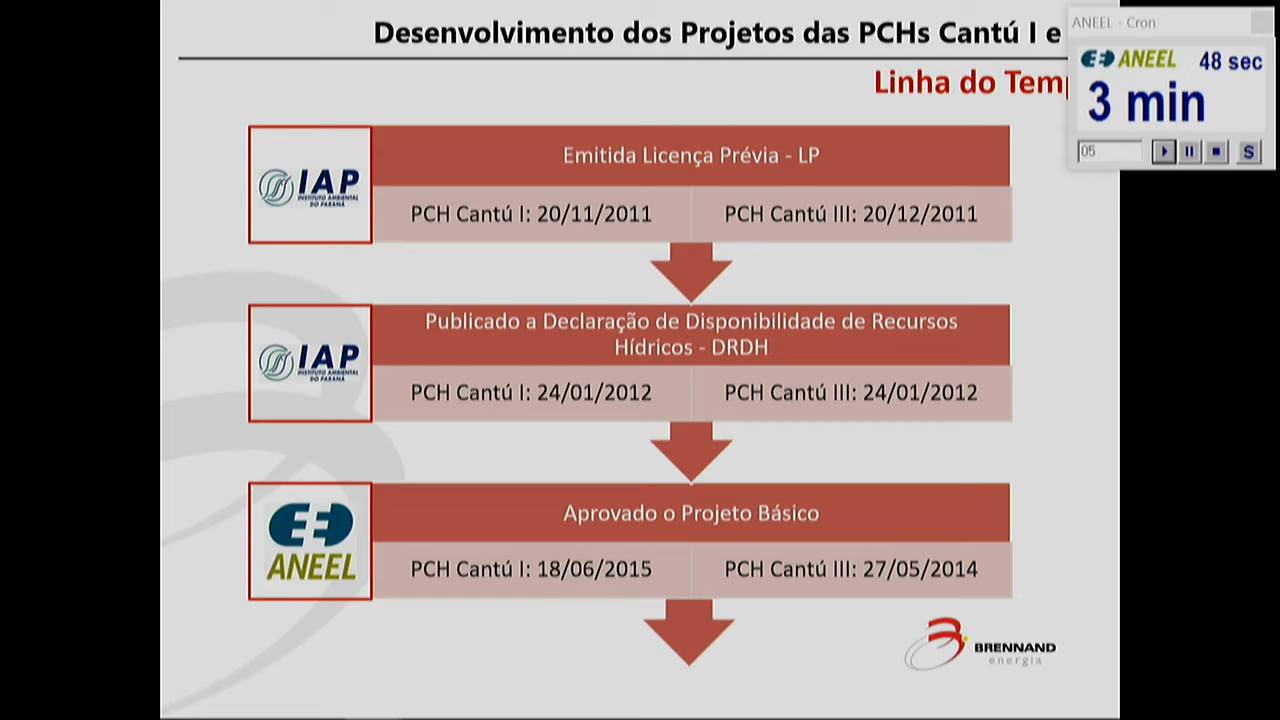 Desenvolvimento dos Projetos das PCHs Cantú I e
Linha do Temp
ANEEL - Cron
ANEEL 48 sec
3 min
05
S
IAP
INSTITUTO AMBIENTAL
DO PARANÁ
Emitida Licença Prévia - LP
PCH Cantú I: 20/11/2011 PCH Cantú III: 20/12/2011
IAP
INSTITUTO AMBIENTAL
DO PARANÁ
Publicado a Declaração de Disponibilidade de Recursos
Hídricos - DRDH
PCH Cantú I: 24/01/2012 PCH Cantú III: 24/01/2012
ANEEL
Aprovado o Projeto Básico
PCH Cantú I: 18/06/2015 PCH Cantú III: 27/05/2014
BRENNAND
energia